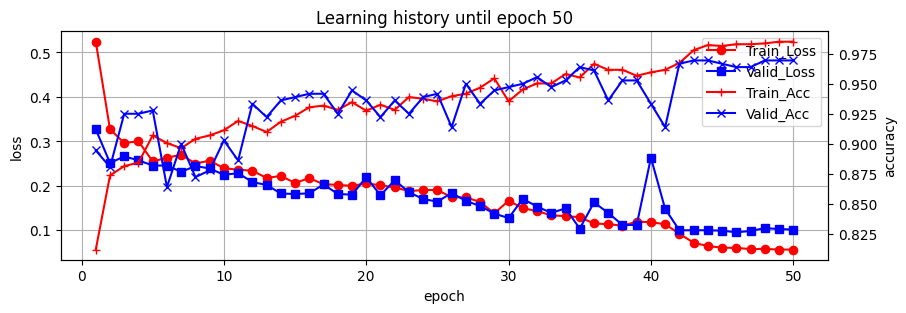 Learning history until epoch 50
loss
0.5
0.4
0.3
0.2
0.1
0.975
0.950
0.925
0.900
0.875
0.850
0.825
accuracy
Train_Loss
Valid_Loss
Train_Acc
Valid_Acc
0 10 20 30 40 50
epoch